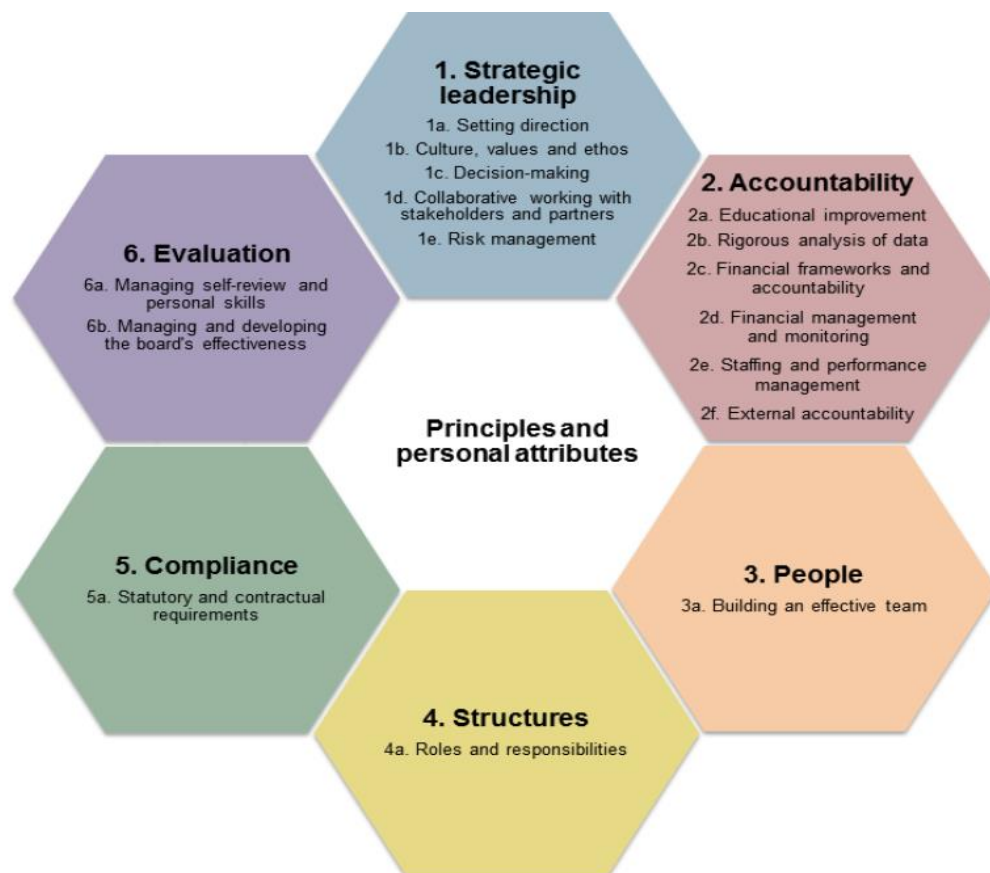 1. Strategic
leadership
1a. Setting direction
1b. Culture, values and ethos
1c. Decision-making
1d. Collaborative working with
stakeholders and partners
1e. Risk management
2. Accountability
2a. Educational improvement
2b. Rigorous analysis of data
2c. Financial frameworks and
accountability
2d. Financial management
and monitoring
2e. Staffing and performance
management
2f. External accountability
3. People
3a. Building an effective team
4. Structures
4a. Roles and responsibilities
5. Compliance
5a. Statutory and contractual
requirements
6. Evaluation
6a. Managing self-review and
personal skills
6b. Managing and developing
the board's effectiveness
Principles and
personal attributes